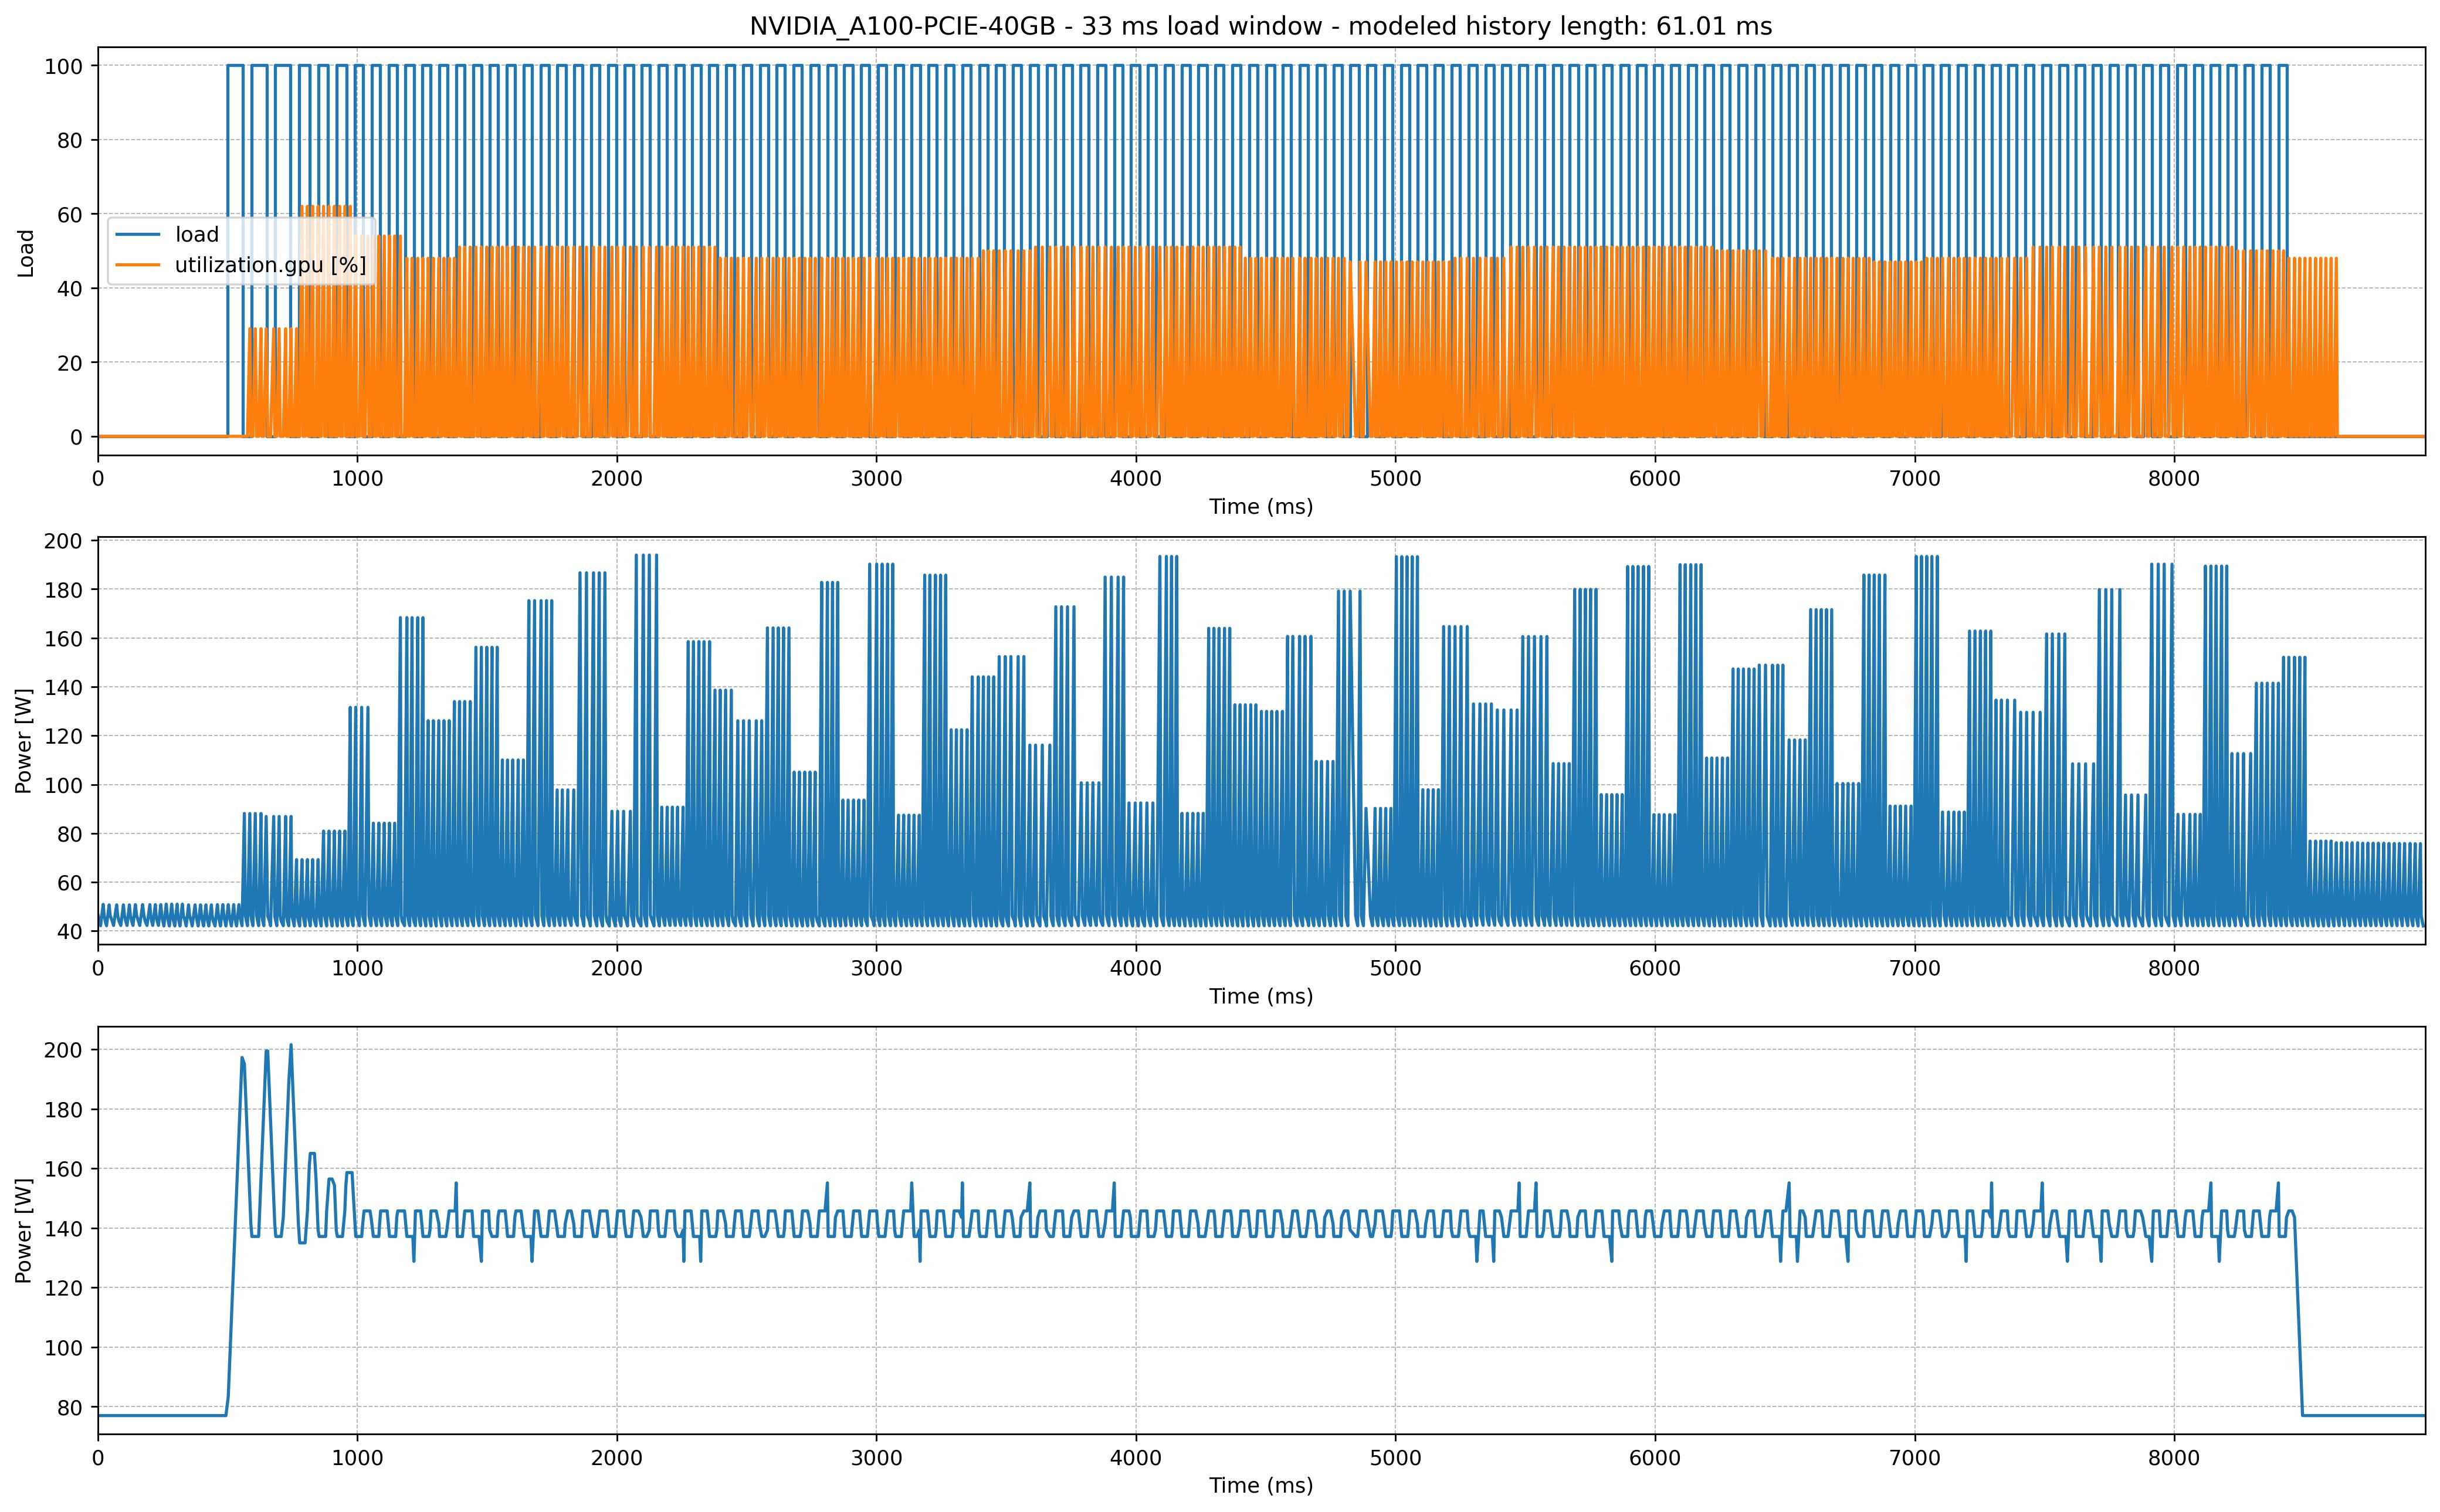 NVIDIA_A100-PCIE-40GB - 33 ms load window - modeled history length: 61.01 ms
100
80
60
40
20
0
Load
load
utilization.gpu [%]
0 1000 2000 3000 4000 5000 6000 7000 8000
Time (ms)
200
180
160
140
120
100
80
60
40
Power [W]
0 1000 2000 3000 4000 5000 6000 7000 8000
Time (ms)
200
180
160
140
120
100
80
Power [W]
0 1000 2000 3000 4000 5000 6000 7000 8000
Time (ms)